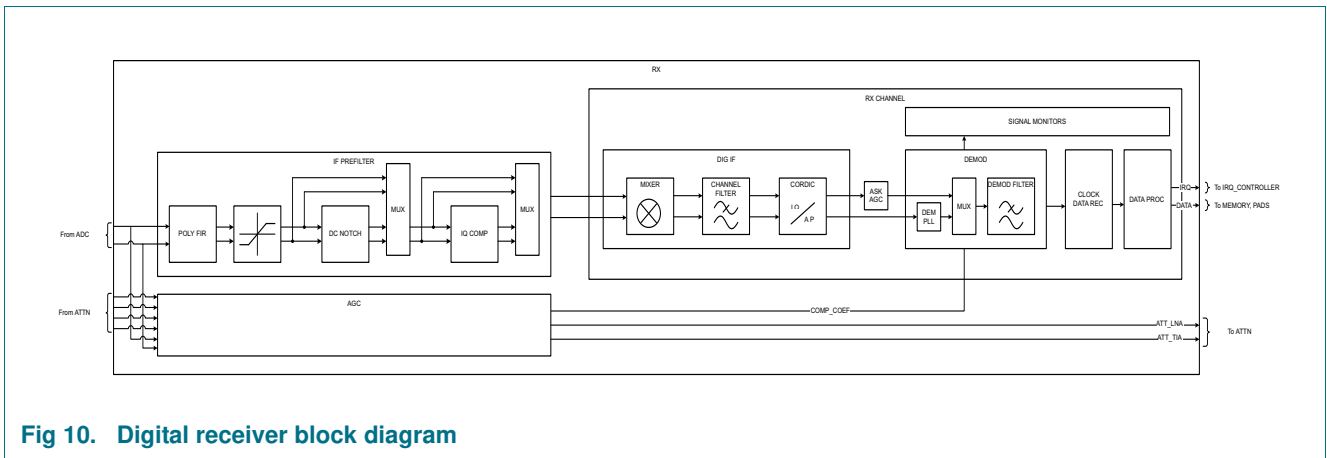 RX
RX CHANNEL
SIGNAL MONITORS
IF PREFILTER
DIG IF
DEMOD
MIXER
CHANNEL
FILTER
CORDIC
ASK
AGC
DEMOD FILTER
MUX
MUX
MUX
DEM
PLL
CLOCK
DATA REC
DATA PROC
IRQ
To IRQ_CONTROLLER
DATA
To MEMORY, PADS
From ADC
POLY FIR
DC NOTCH
IQ COMP
A P
From ATTN
AGC
COMP_COEF
ATT_LNA
ATT_TIA
To ATTN
Fig 10. Digital receiver block diagram